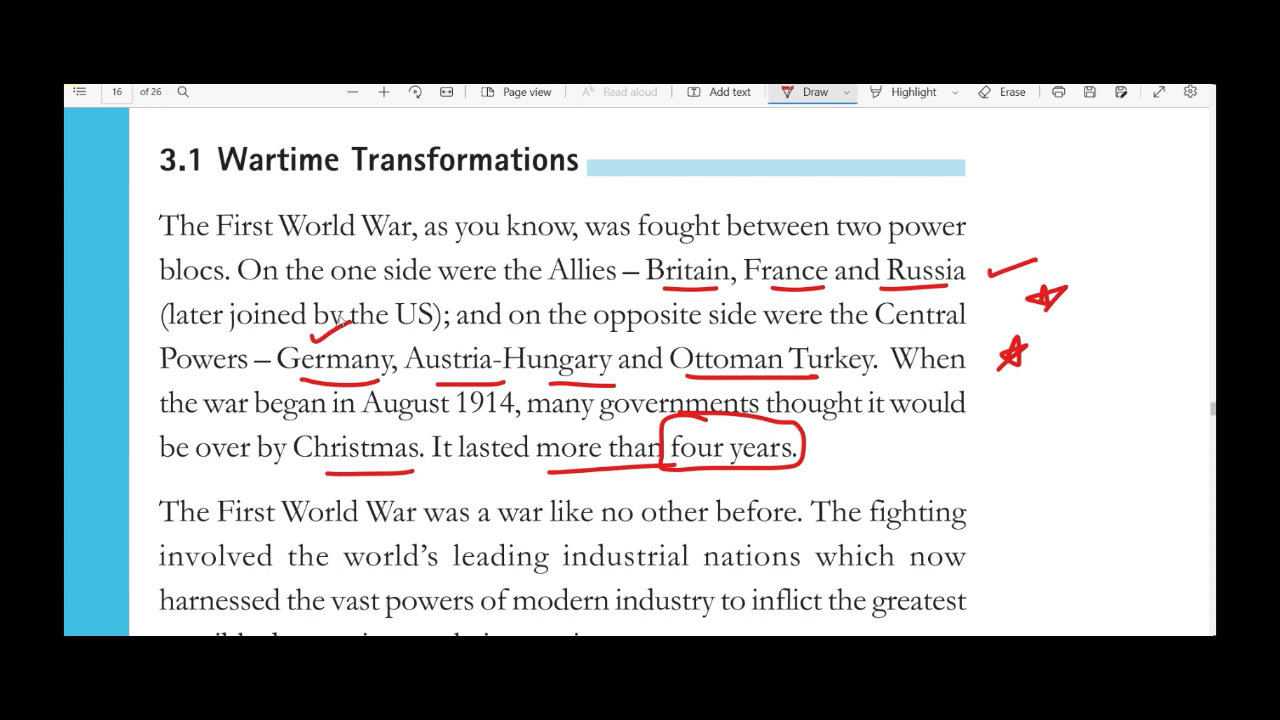 16 of 26 Page view Read aloud Add text Draw Highlight Erase
3.1 Wartime Transformations
The First World War, as you know, was fought between two power
blocs. On the one side were the Allies – Britain, France and Russia
(later joined by the US); and on the opposite side were the Central
Powers – Germany, Austria-Hungary and Ottoman Turkey. When
the war began in August 1914, many governments thought it would
be over by Christmas. It lasted more than four years.
The First World War was a war like no other before. The fighting
involved the world's leading industrial nations which now
harnessed the vast powers of modern industry to inflict the greatest